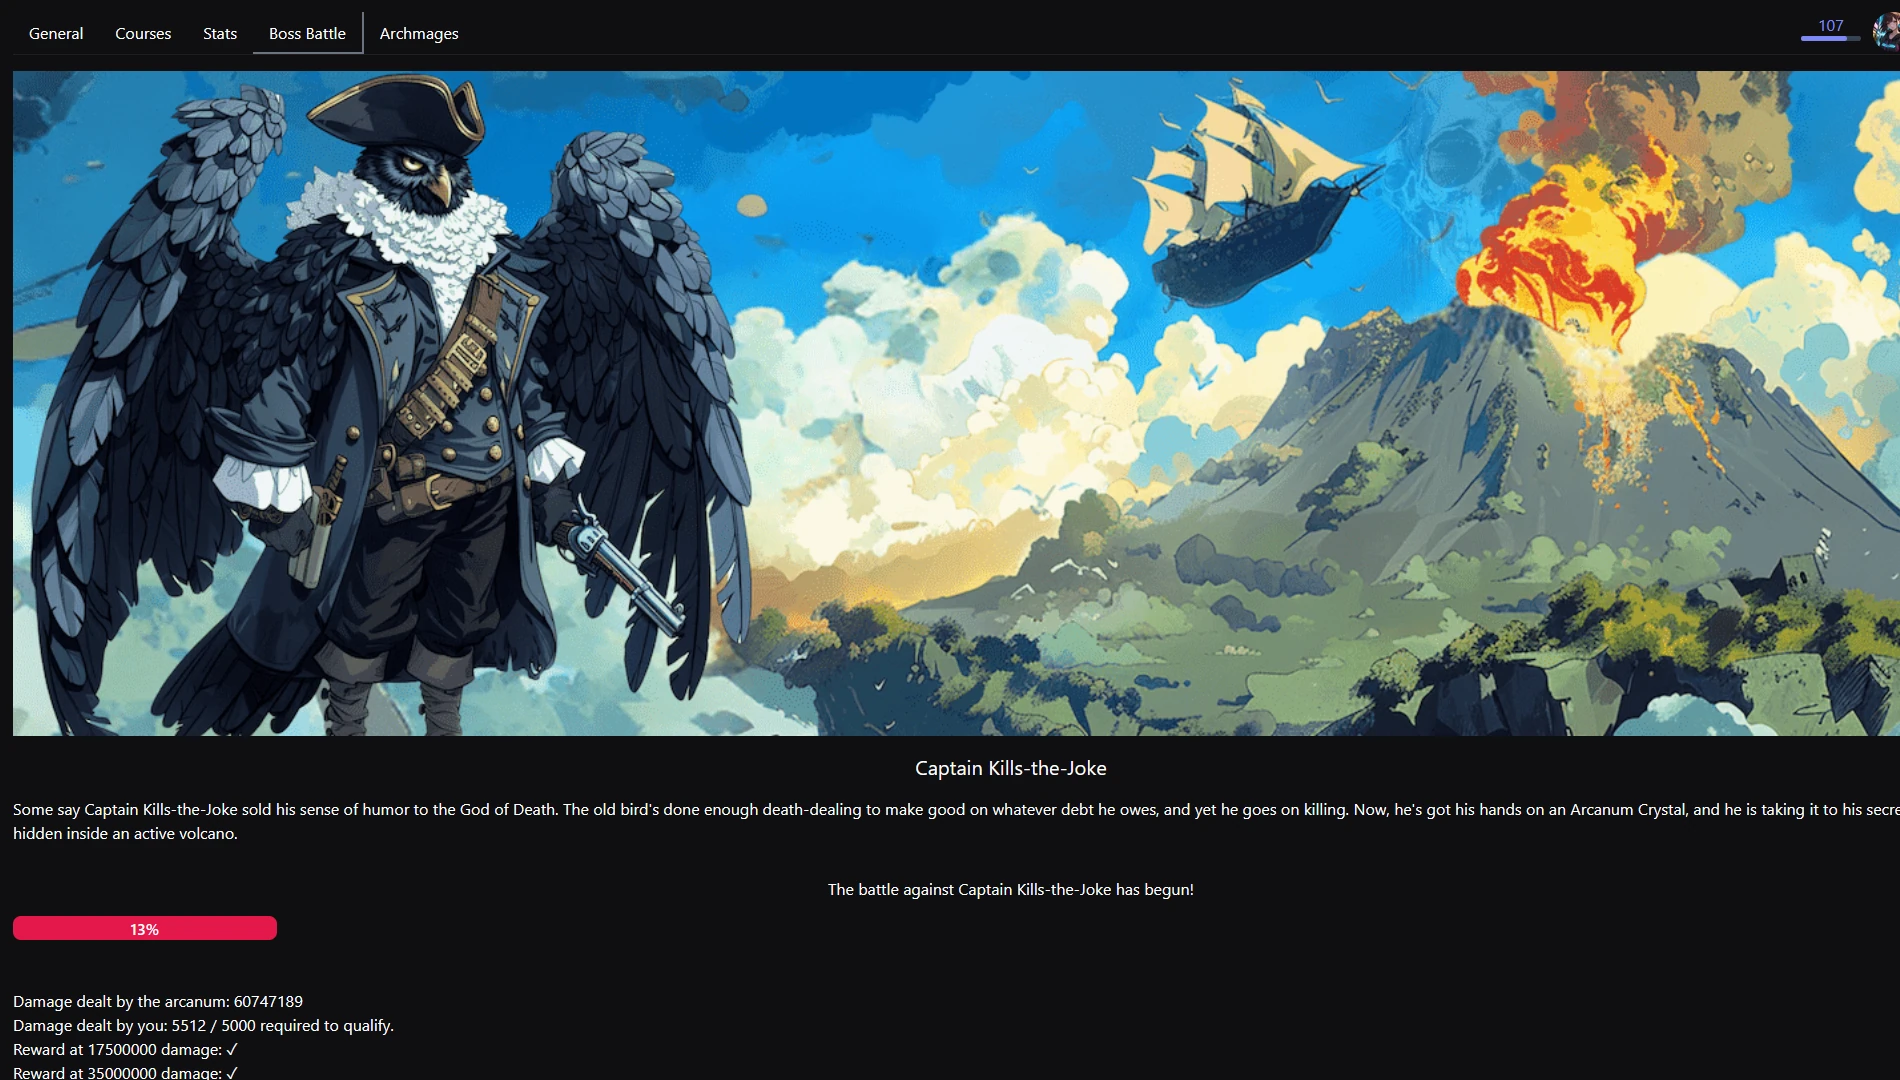 General Courses Stats Boss Battle Archmages 107
Captain Kills-the-Joke
Some say Captain Kills-the-Joke sold his sense of humor to the God of Death. The old bird's done enough death-dealing to make good on whatever debt he owes, and yet he goes on killing. Now, he's got his hands on an Arcanum Crystal, and he is taking it to his
hidden inside an active volcano.
The battle against Captain Kills-the-Joke has begun!
13%
Damage dealt by the arcanum: 60747189
Damage dealt by you: 5512 / 5000 required to qualify.
Reward at 17500000 damage: ✓
Reward at 35000000 damage: ✓